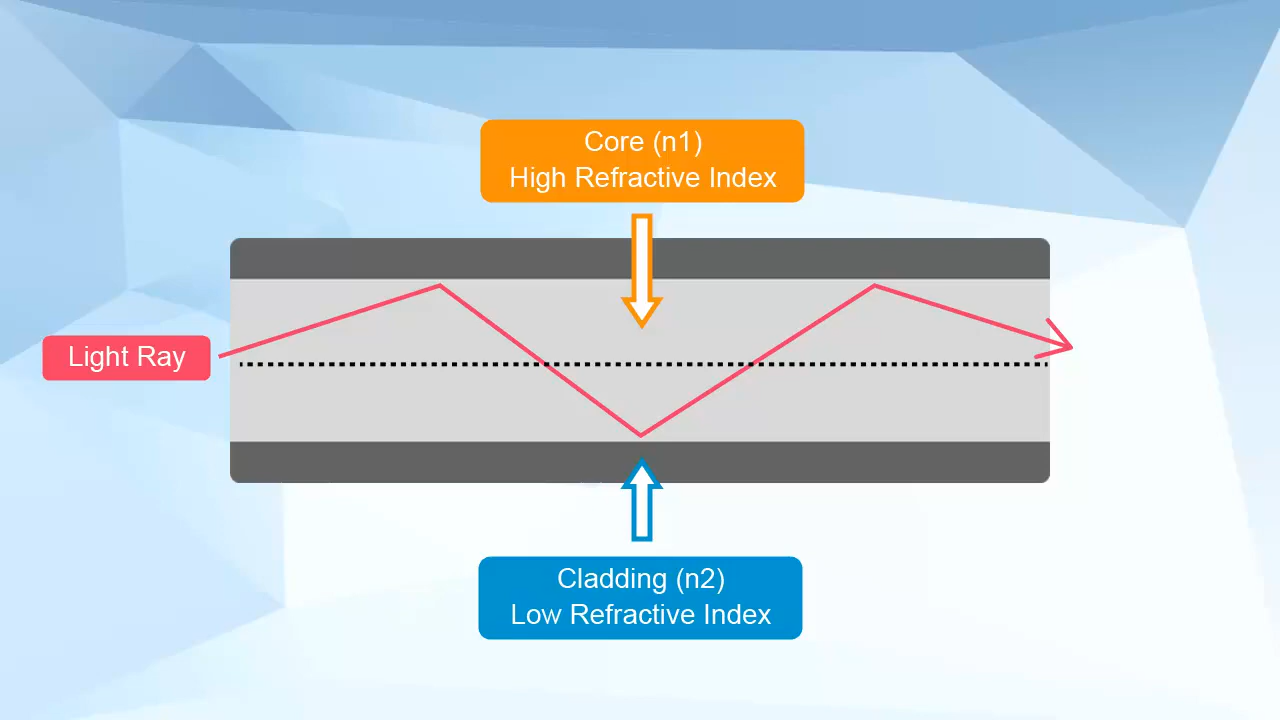 Core (n1)
High Refractive Index
Light Ray
Cladding (n2)
Low Refractive Index